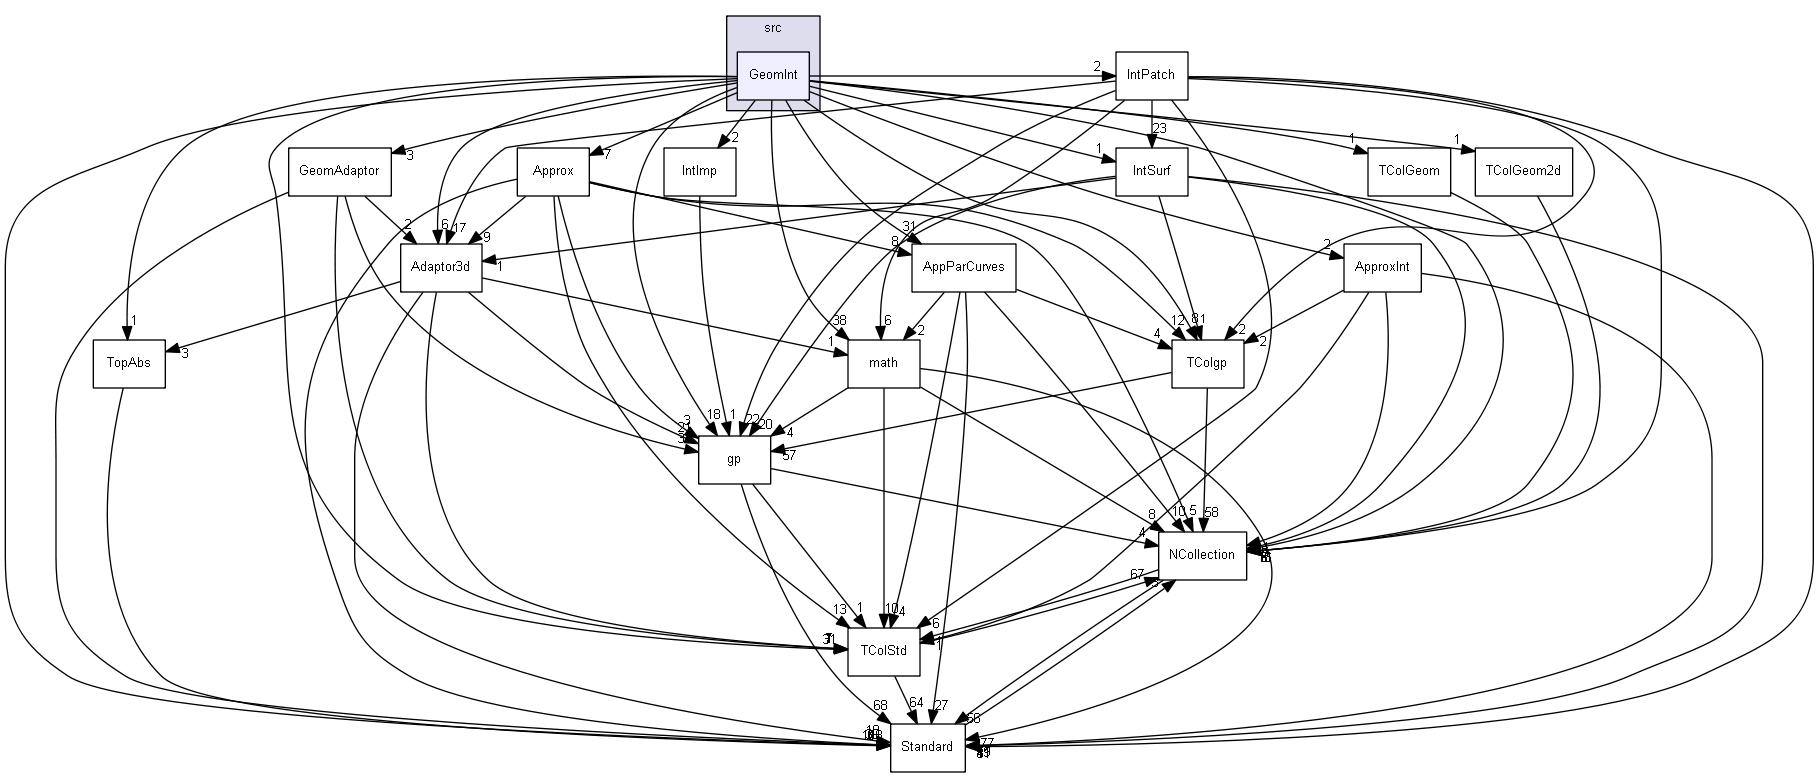 src
GeomInt
IntPatch
2
GeomAdaptor
3
Approx
7
IntImp
2
IntSurf
1
23
TColGeom
1
TColGeom2d
1
Adaptor3d
2
6
17
9
1
AppParCurves
31
8
ApproxInt
2
TopAbs
1
3
math
38
6
2
1
TColgp
4
12
2
2
gp
3
18
1
22
20
4
57
NCollection
8
10
5
58
4
67
TColStd
13
1
10
4
6
1
Standard
68
64
27